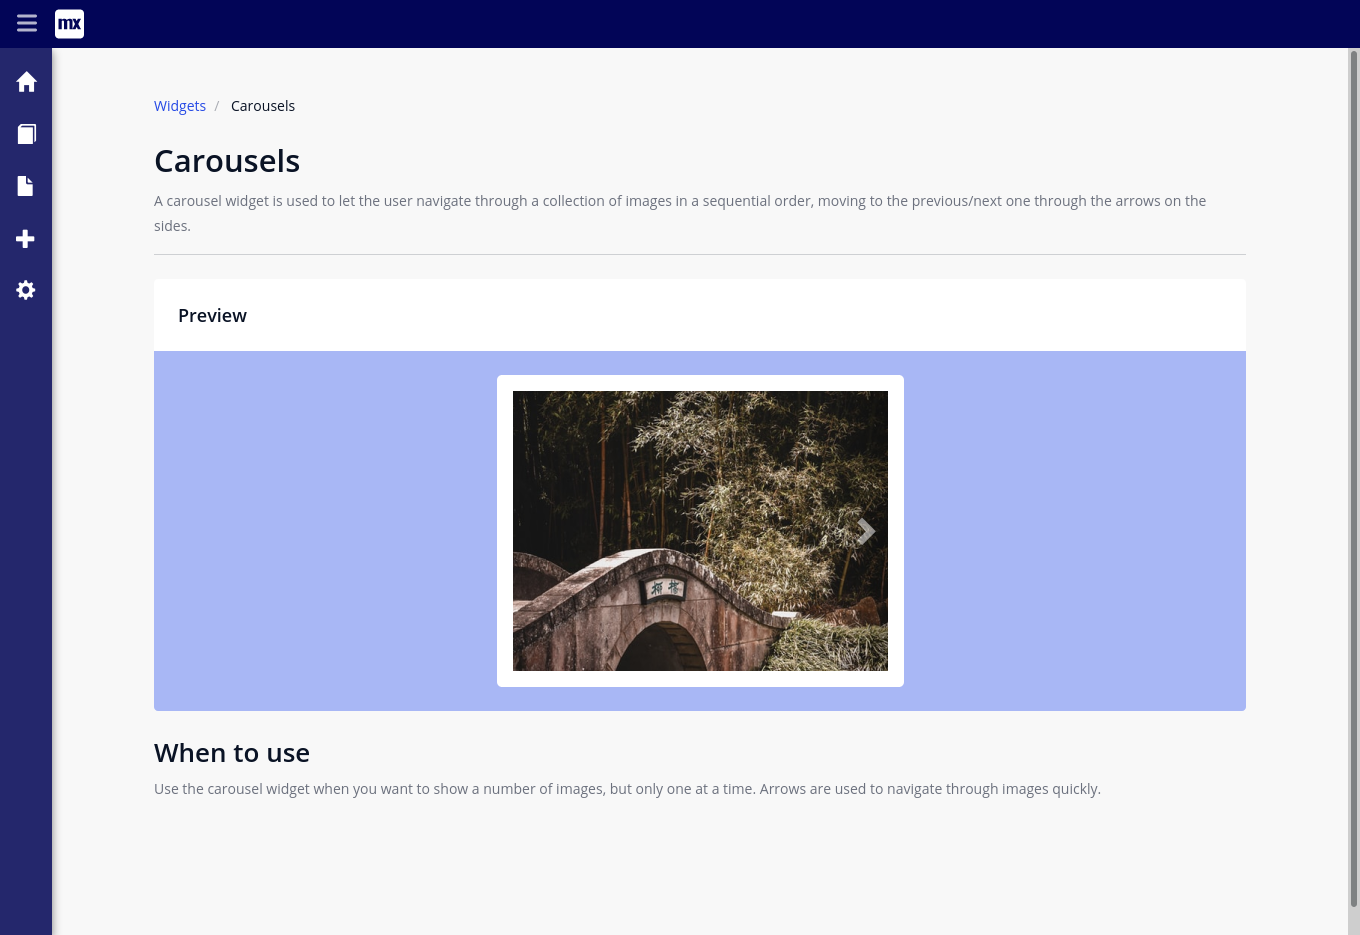 mx
Widgets / Carousels
Carousels
A carousel widget is used to let the user navigate through a collection of images in a sequential order, moving to the previous/next one through the arrows on the
sides.
Preview
When to use
Use the carousel widget when you want to show a number of images, but only one at a time. Arrows are used to navigate through images quickly.